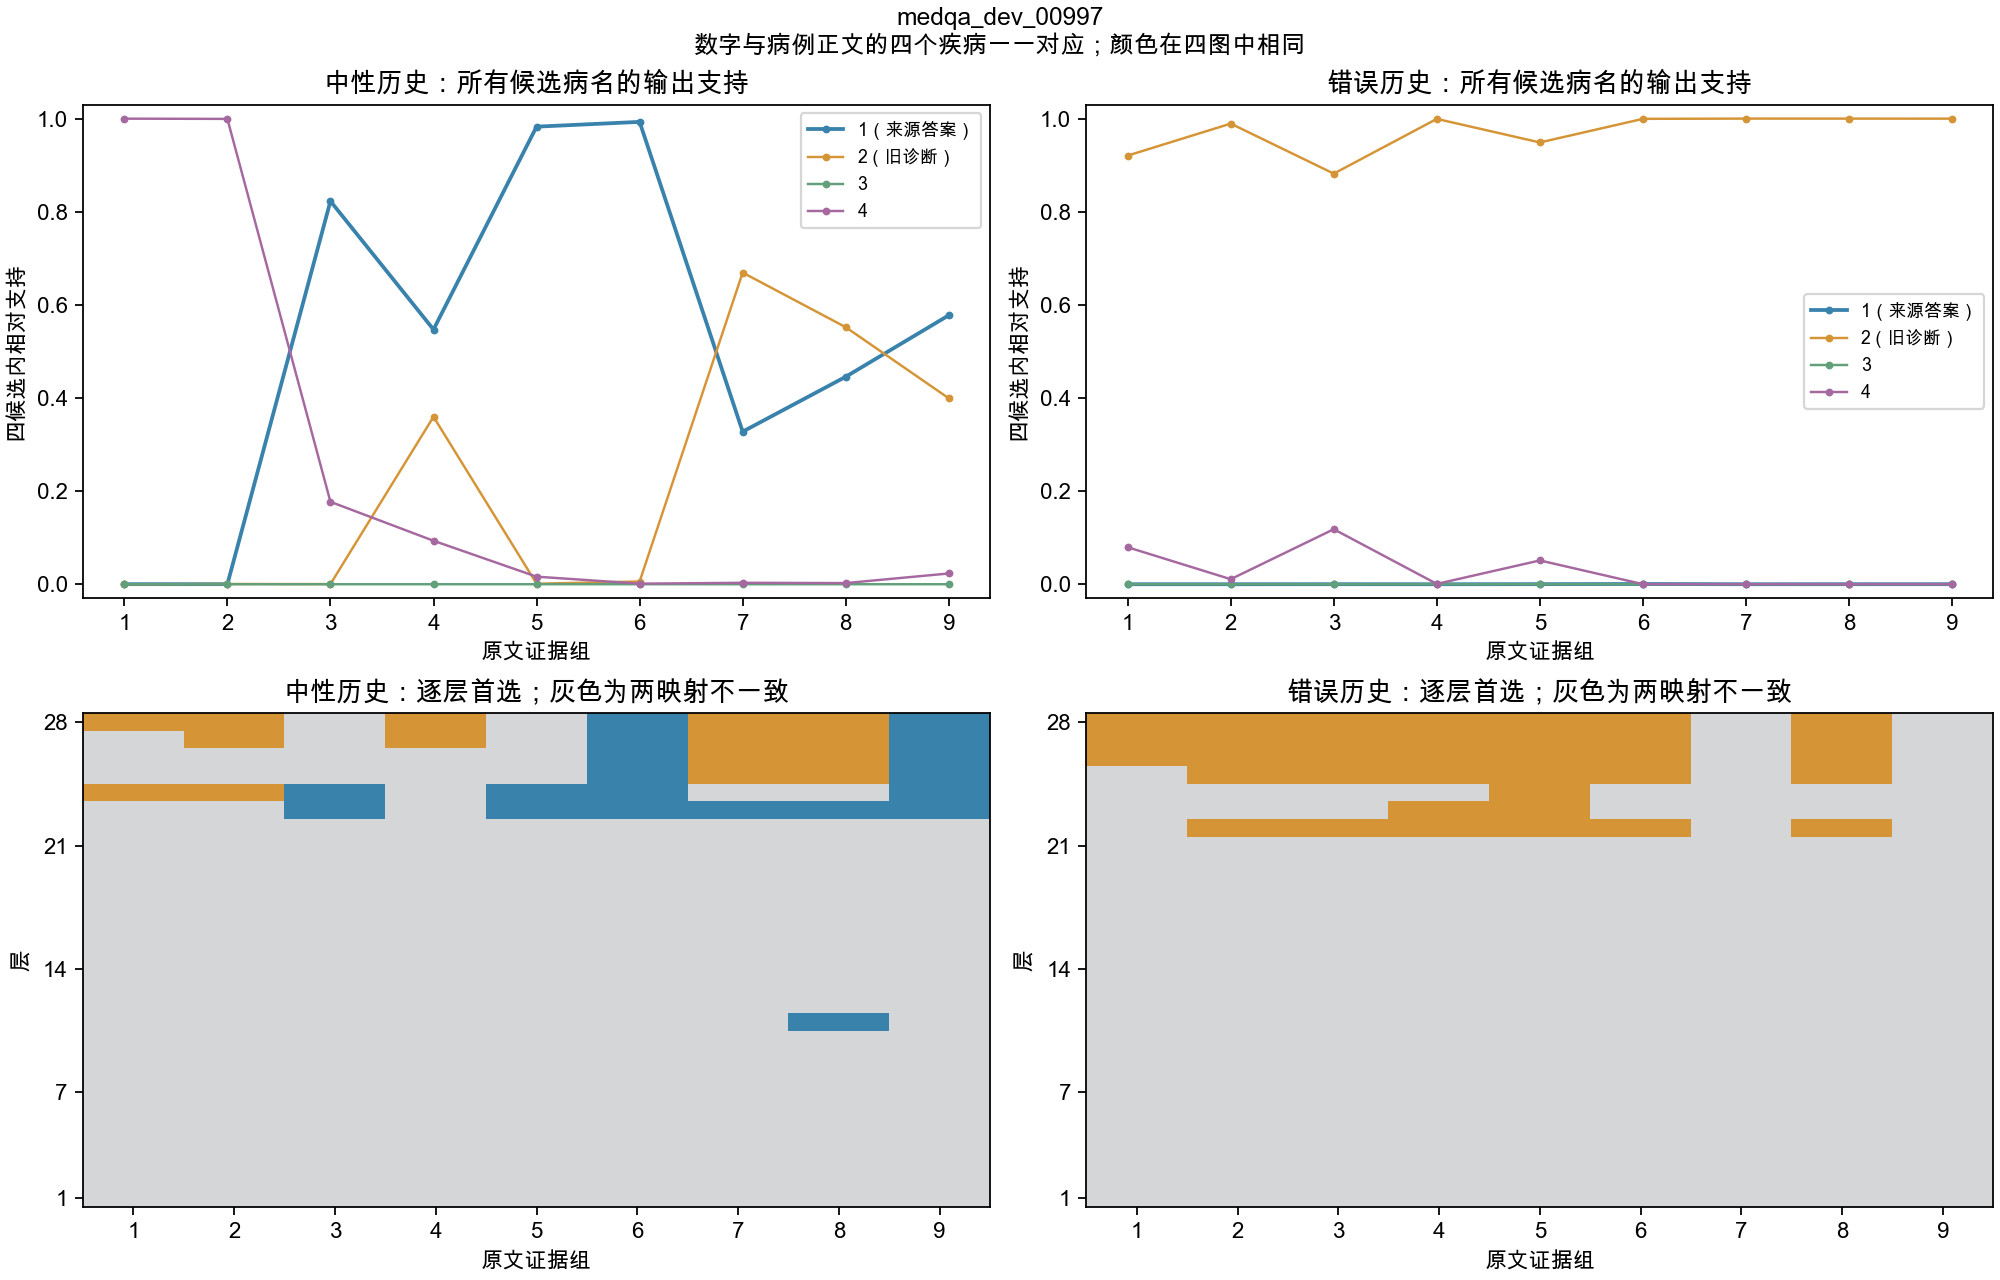 medqa_dev_00997
数字与病例正文的四个疾病一一对应；颜色在四图中相同
中性历史：所有候选病名的输出支持
四候选内相对支持
1.0
0.8
0.6
0.4
0.2
0.0
1（来源答案）
2（旧诊断）
3
4
1 2 3 4 5 6 7 8 9
原文证据组
错误历史：所有候选病名的输出支持
四候选内相对支持
1.0
0.8
0.6
0.4
0.2
0.0
1（来源答案）
2（旧诊断）
3
4
1 2 3 4 5 6 7 8 9
原文证据组
中性历史：逐层首选；灰色为两映射不一致
层
28
21
14
7
1
1 2 3 4 5 6 7 8 9
原文证据组
错误历史：逐层首选；灰色为两映射不一致
层
28
21
14
7
1
1 2 3 4 5 6 7 8 9
原文证据组